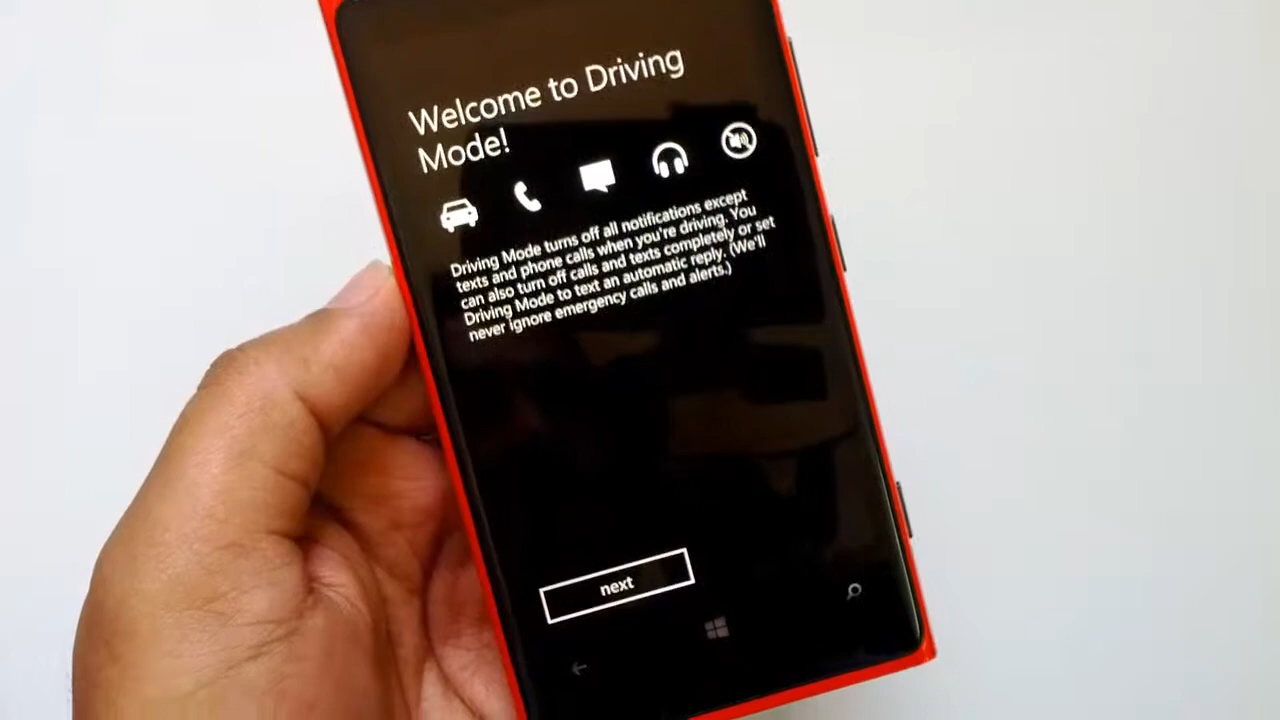 Welcome to Driving
Mode!
Driving Mode turns off all notifications except
texts and phone calls when you're driving. You
can also turn off calls and texts completely or set
Driving Mode to text an automatic reply. (We'll
never ignore emergency calls and alerts.)
next